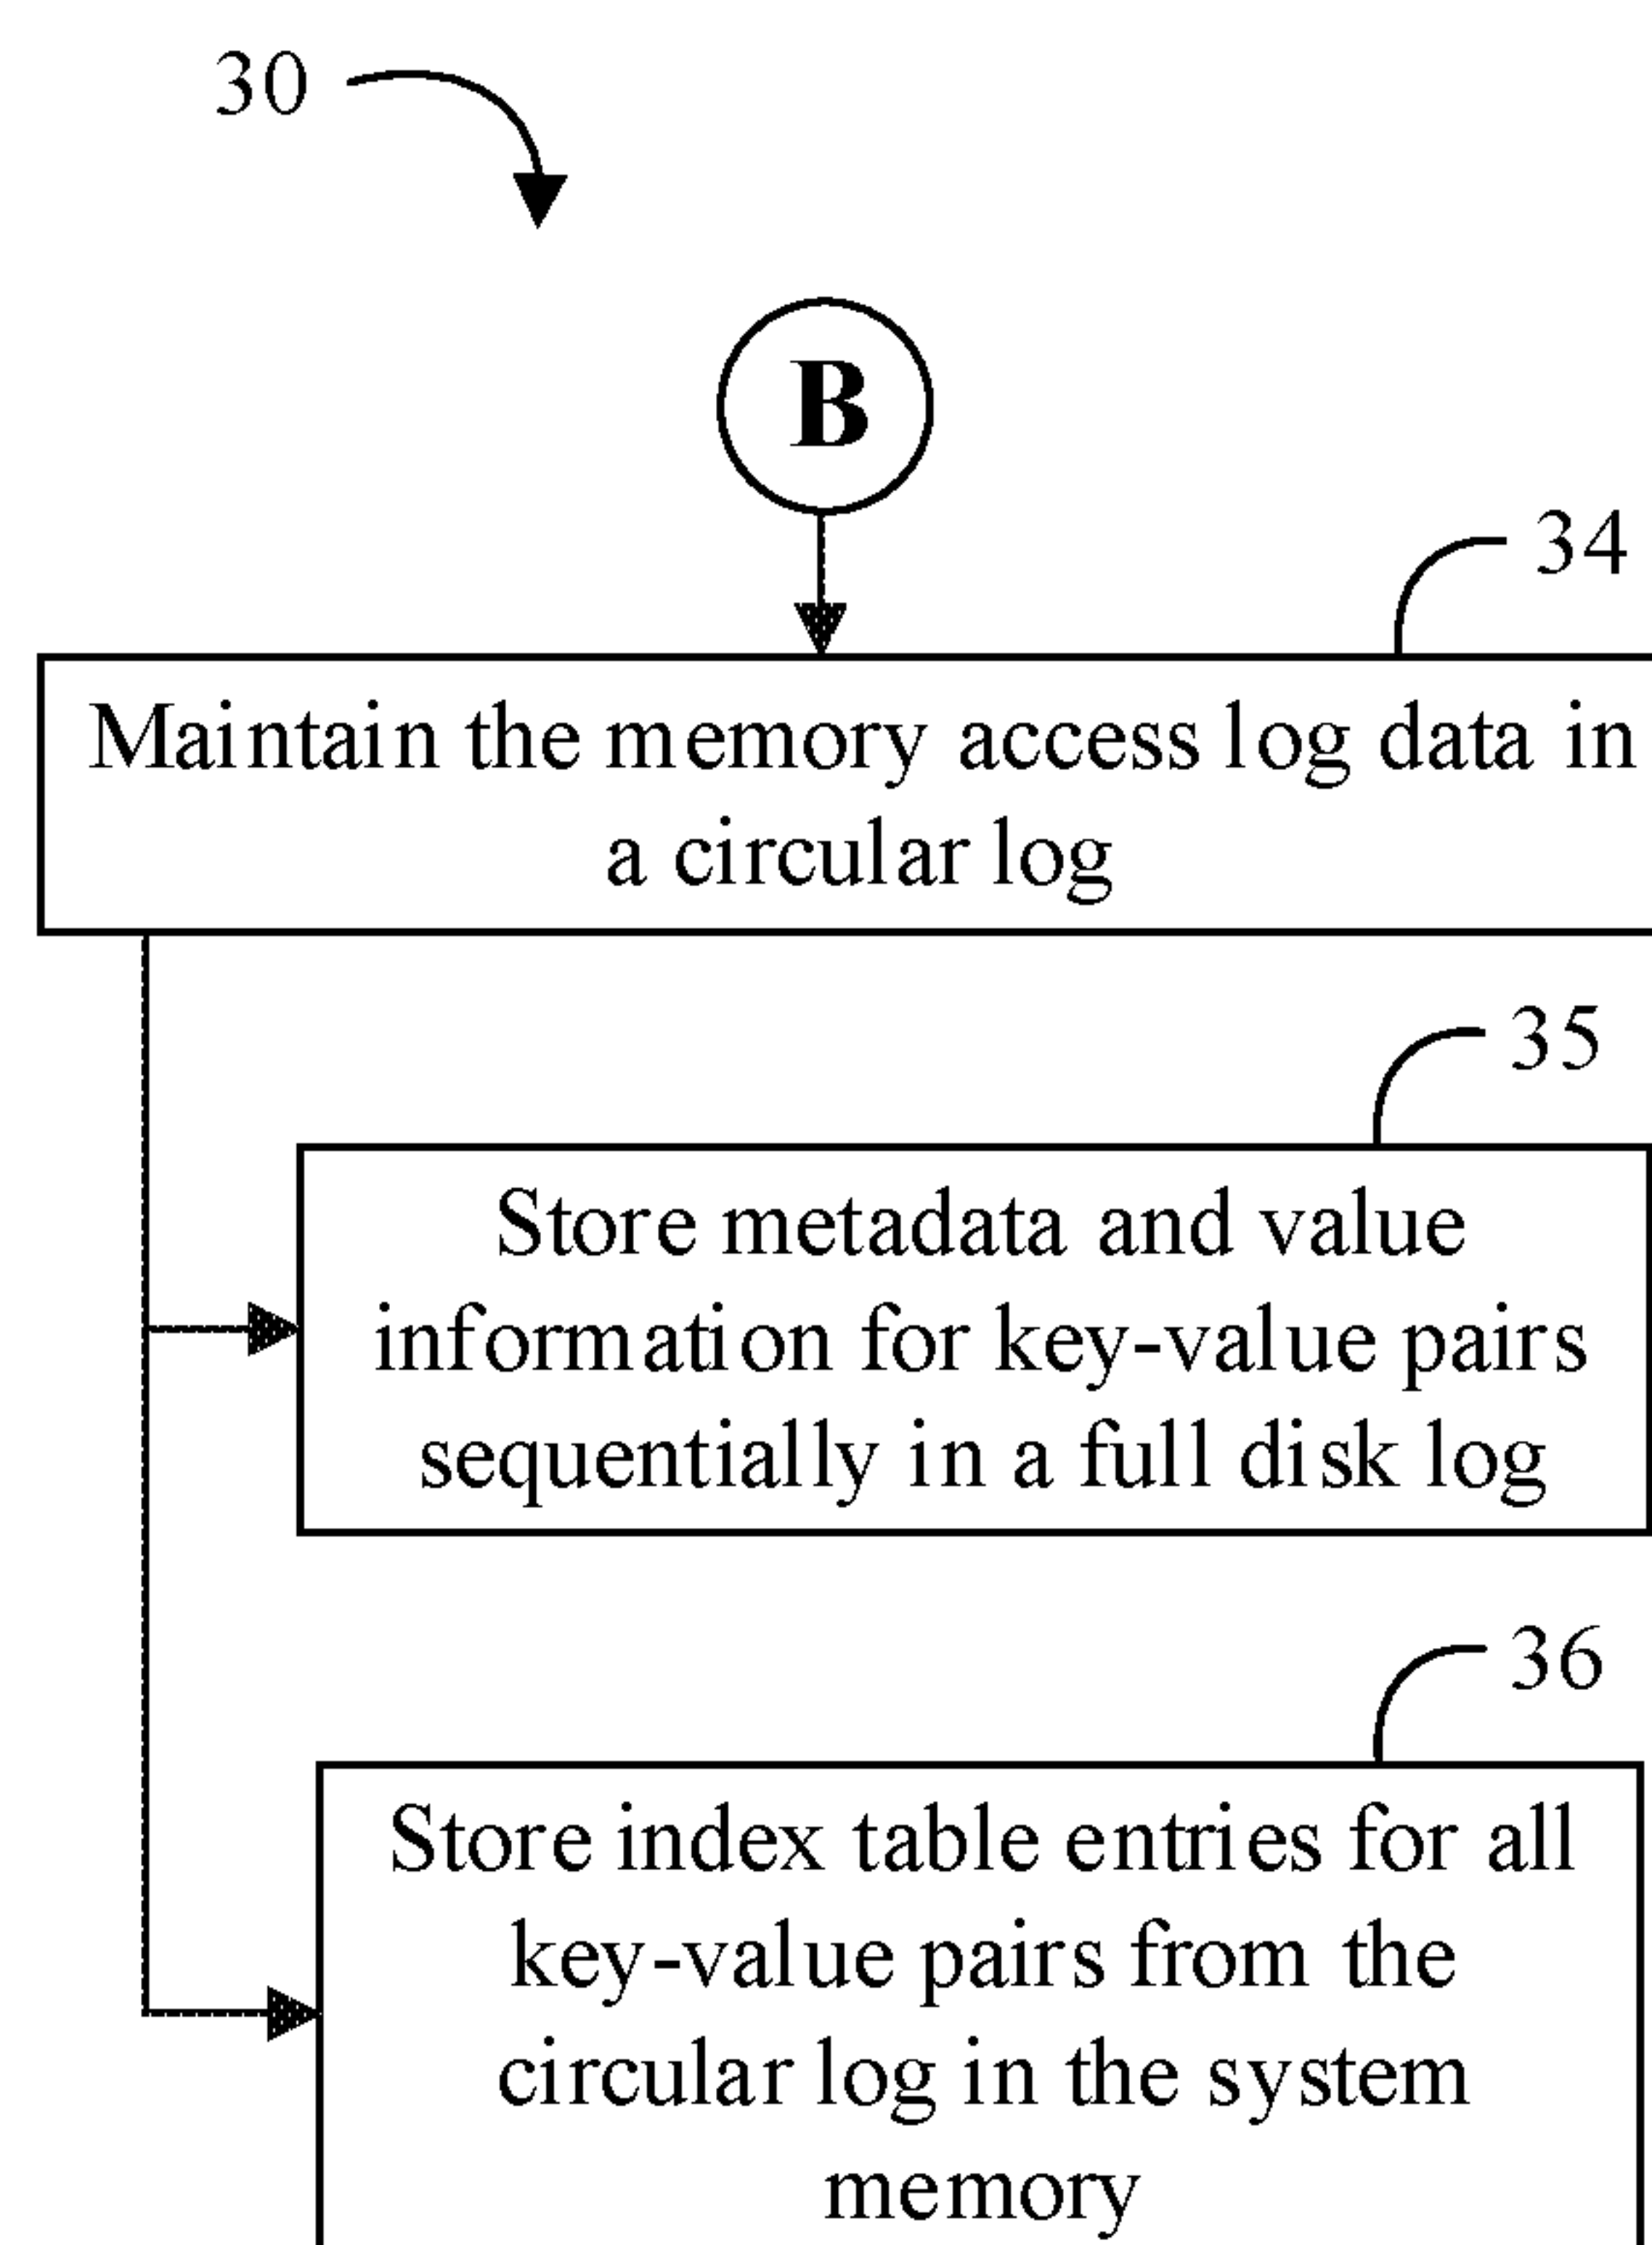 30
B
34
Maintain the memory access log data in
a circular log
35
Store metadata and value
information for key-value pairs
sequentially in a full disk log
36
Store index table entries for all
key-value pairs from the
circular log in the system
memory